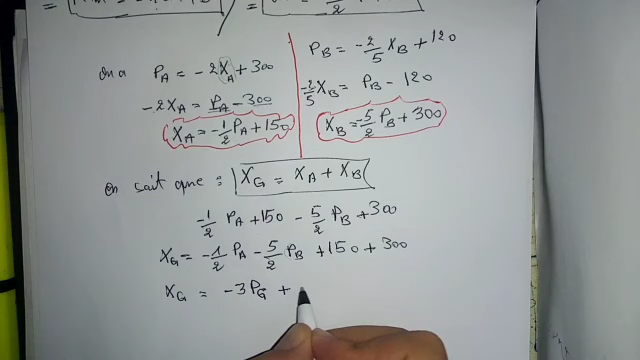 On a P_A = -2X_A + 300
-2X_A = P_A - 300
X_A = -1/2 P_A + 150
P_B = -2/5 X_B + 120
-2/5 X_B = P_B - 120
X_B = -5/2 P_B + 300
On sait que : X_G = X_A + X_B
-1/2 P_A + 150 - 5/2 P_B + 300
X_G = -1/2 P_A - 5/2 P_B + 150 + 300
X_G = -3P_G +